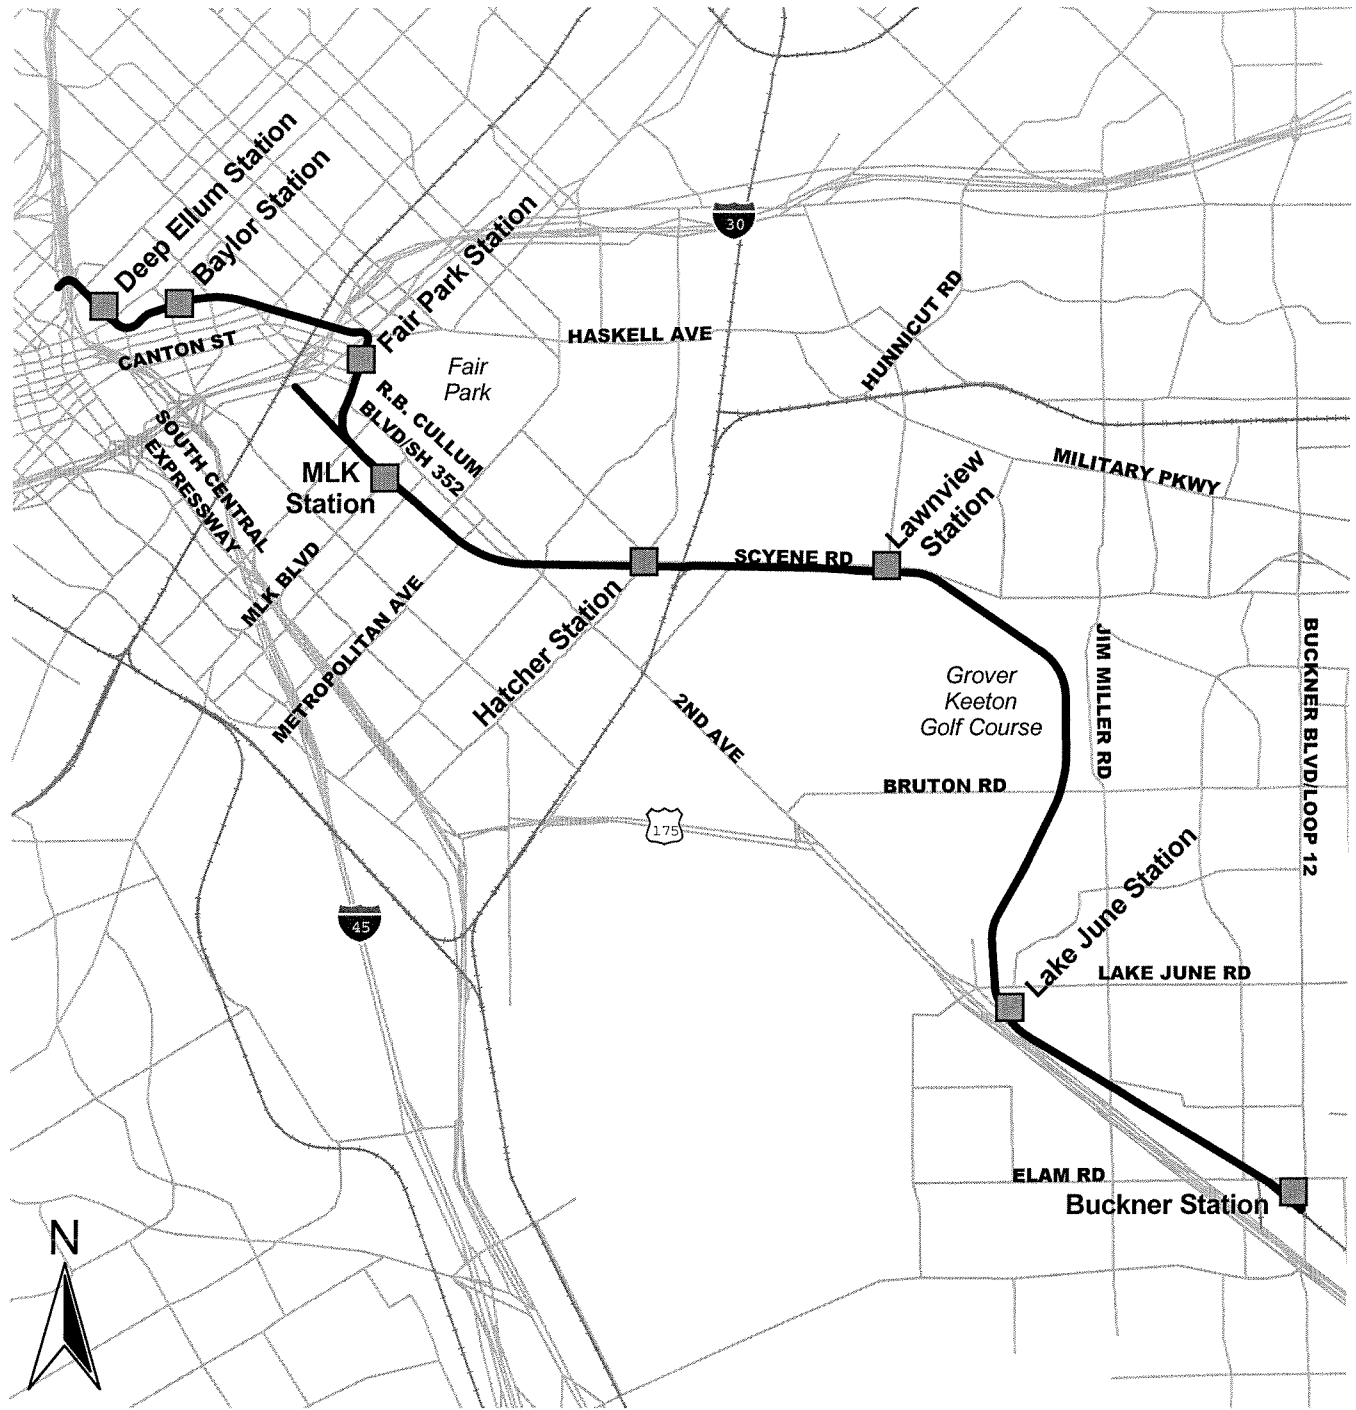 Deep Ellum Station
Baylor Station
Fair Park Station
30
CANTON ST
HASKELL AVE
HUNNICUT RD
Fair
Park
R.B. CULLUM
BLVD/SH 352
SOUTH CENTRAL
EXPRESSWAY
MLK
Station
MILITARY PKWY
Lawnview
Station
SCYENE RD
MLK BLVD
METROPOLITAN AVE
Hatcher Station
JIM MILLER RD
BUCKNER BLVD/LOOP 12
Grover
Keeton
Golf Course
2ND AVE
BRUTON RD
175
45
Lake June Station
LAKE JUNE RD
ELAM RD
Buckner Station
N